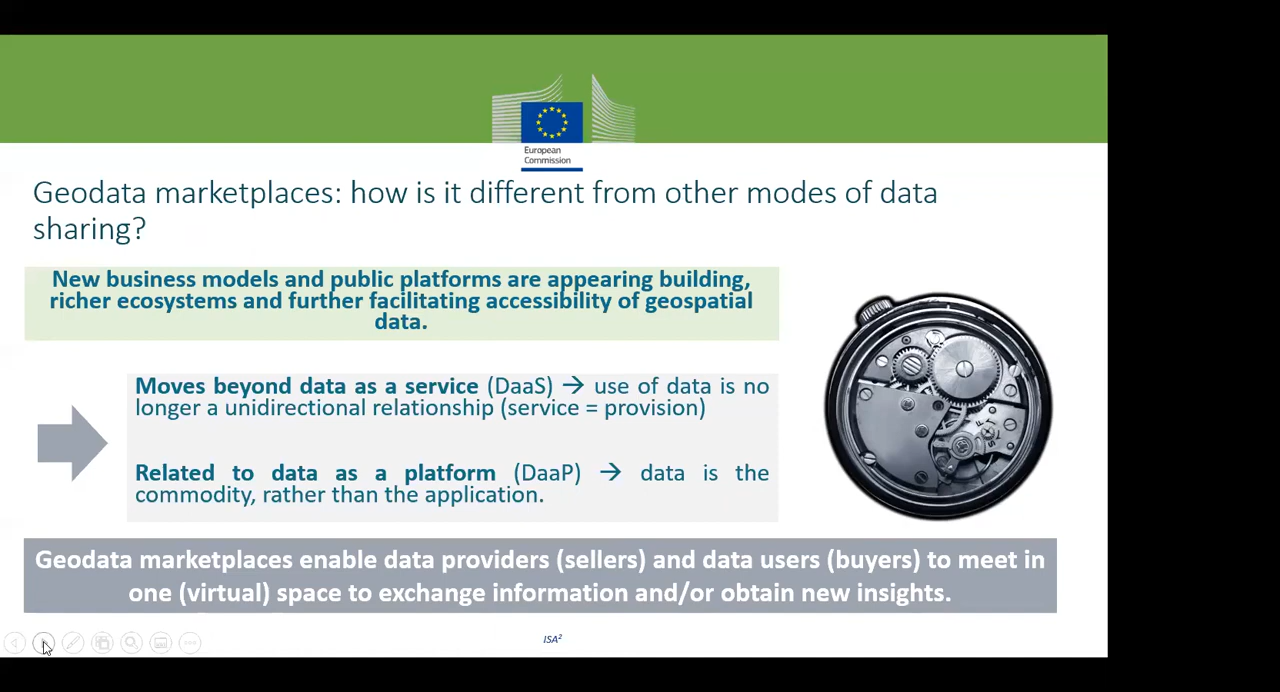 European
Commission
Geodata marketplaces: how is it different from other modes of data
sharing?
New business models and public platforms are appearing building,
richer ecosystems and further facilitating accessibility of geospatial
data.
Moves beyond data as a service (DaaS) → use of data is no
longer a unidirectional relationship (service = provision)
Related to data as a platform (DaaP) → data is the
commodity, rather than the application.
Geodata marketplaces enable data providers (sellers) and data users (buyers) to meet in
one (virtual) space to exchange information and/or obtain new insights.
ISA²